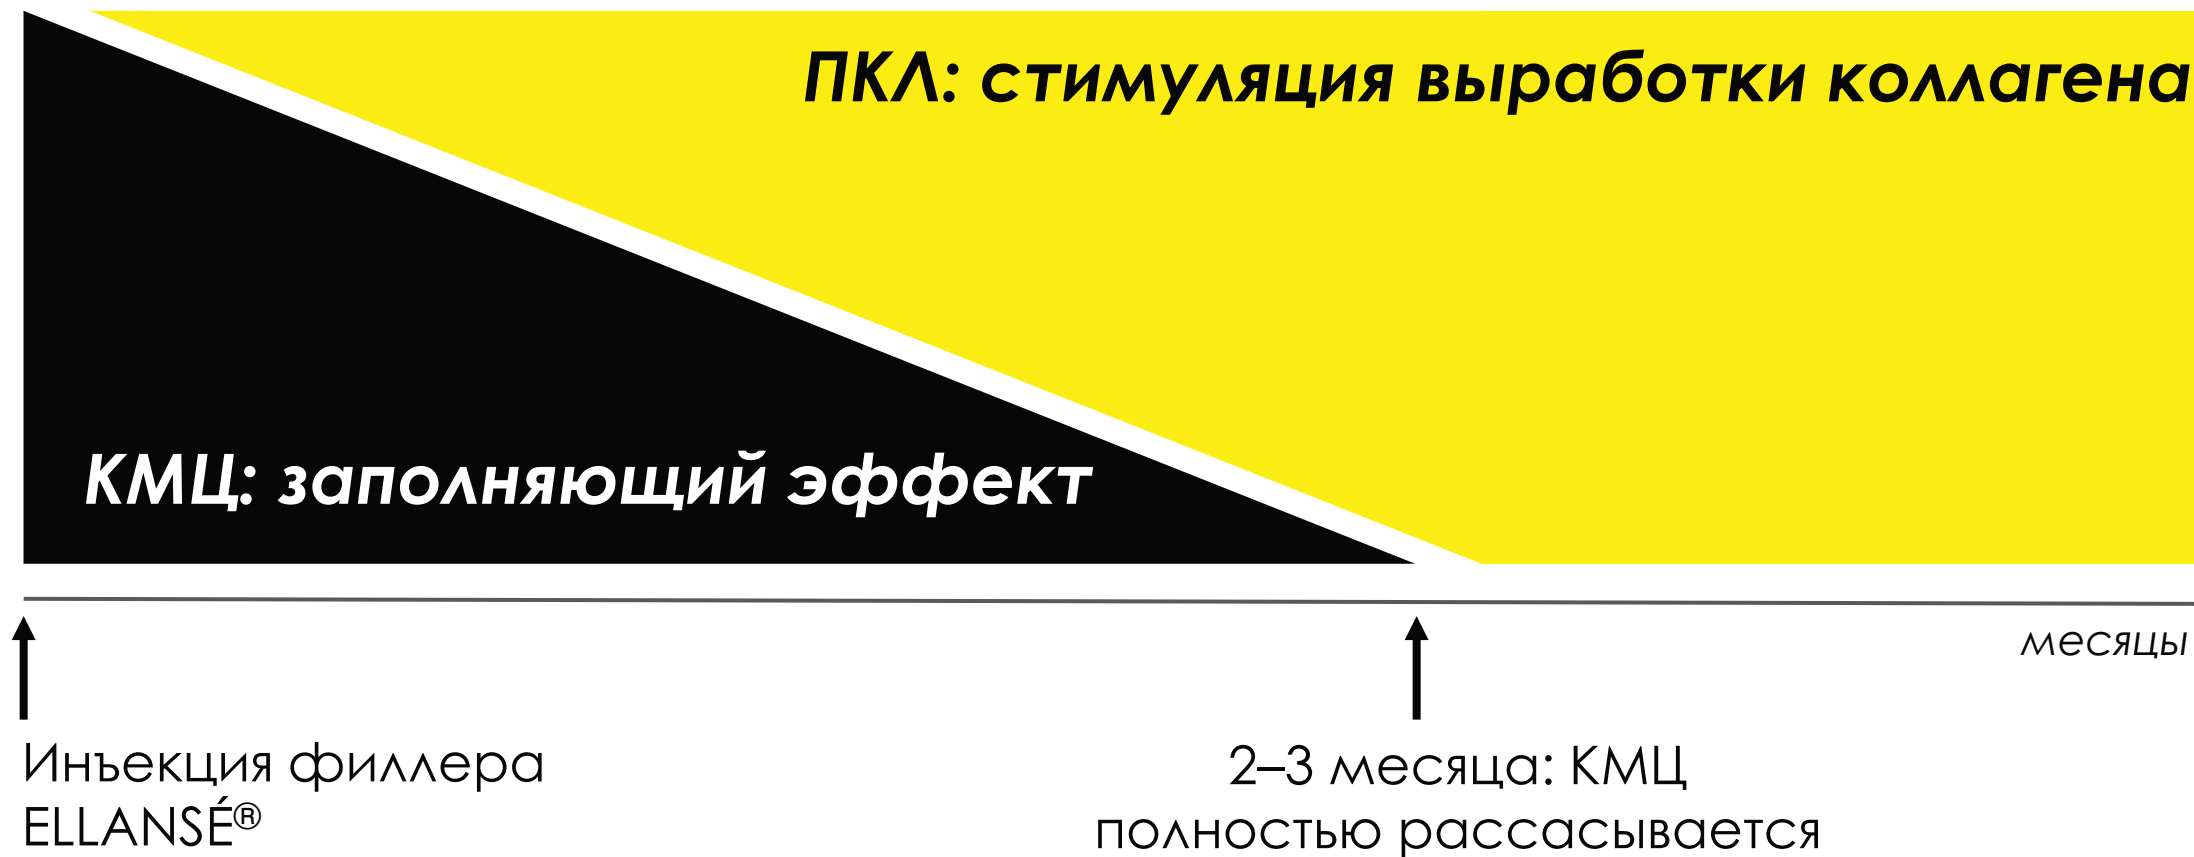 ПКЛ: стимуляция выработки коллагена
КМЦ: заполняющий эффект
месяцы
Инъекция филлера
ELLANSÉ®
2–3 месяца: КМЦ
полностью рассасывается